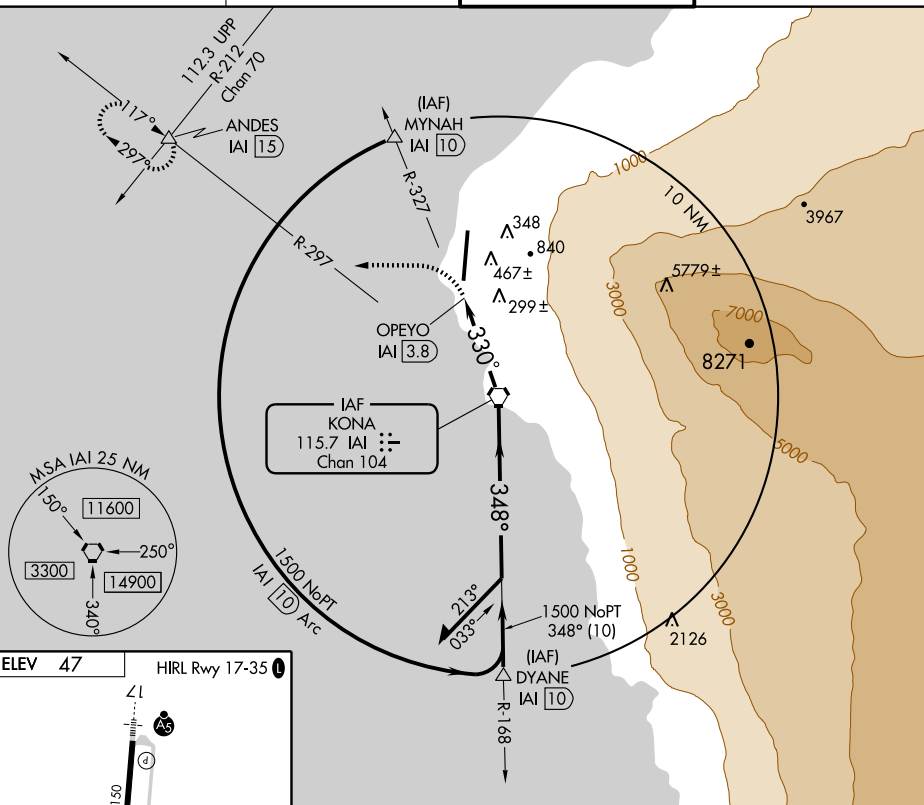 112.3 UPP
R-212
Chan 70
117°
297°
ANDES
IAI 15
(IAF)
MYNAH
IAI 10
R-327
R-297
1000
10 NM
3967
348
840
467±
299±
5779±
3000
7000
8271
OPEYO
IAI 3.8
330°
IAF
KONA
115.7 IAI
Chan 104
5000
MSA IAI 25 NM
150°
11600
250°
3300
14900
340°
348°
1500 NoPT
IAI 10 Arc
213°
033°
1500 NoPT
348° (10)
1000
3000
2126
(IAF)
DYANE
IAI 10
R-168
ELEV 47
HIRL Rwy 17-35 L
17
A5
P
150